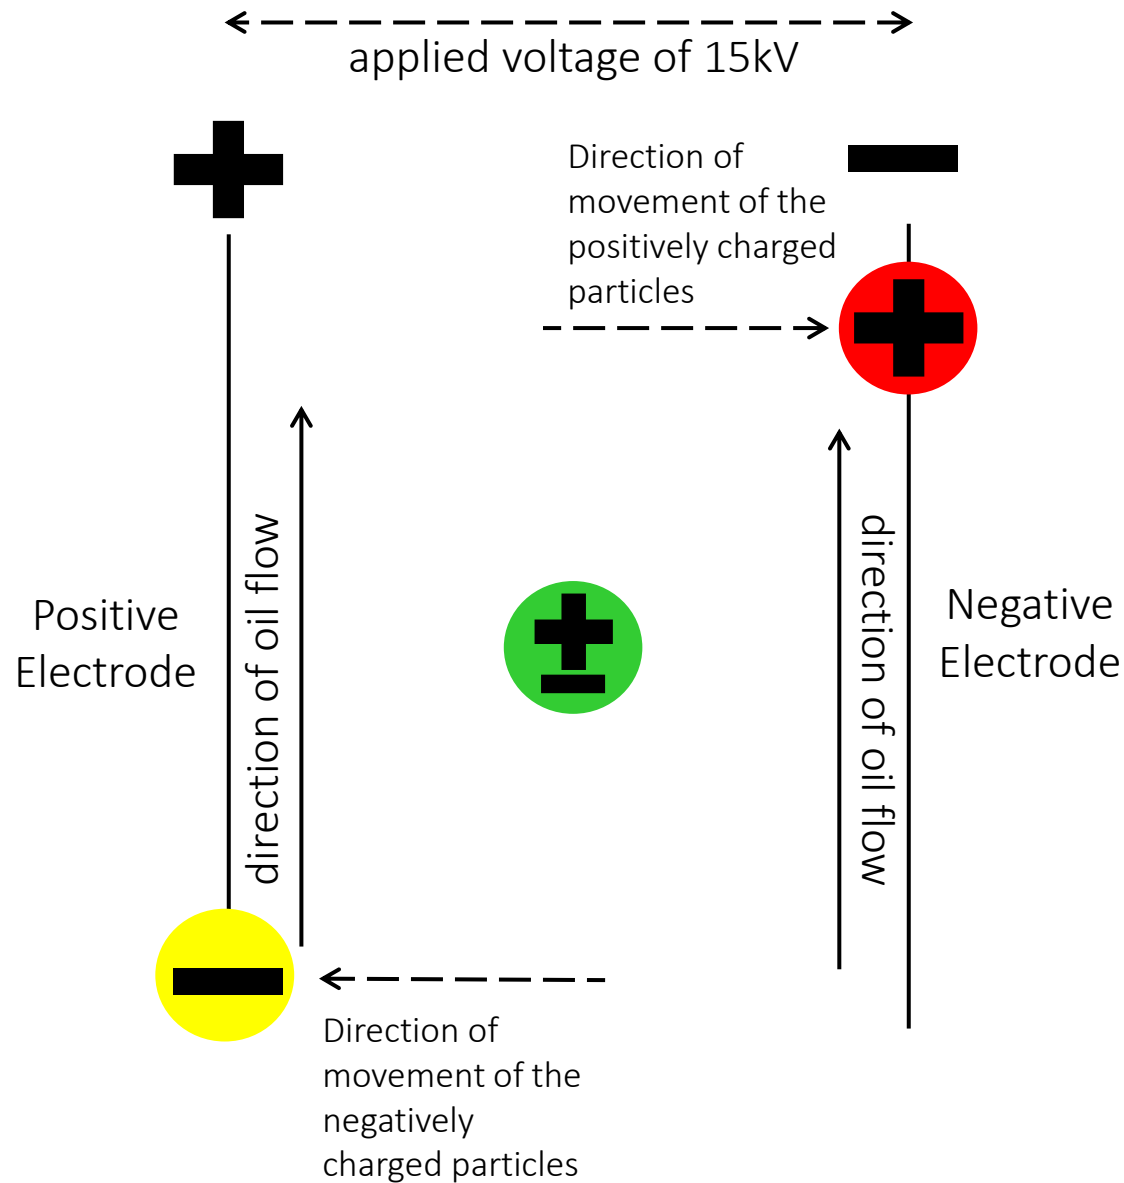 applied voltage of 15kV
Direction of
movement of the
positively charged
particles
direction of oil flow
direction of oil flow
Positive
Electrode
Negative
Electrode
Direction of
movement of the
negatively
charged particles